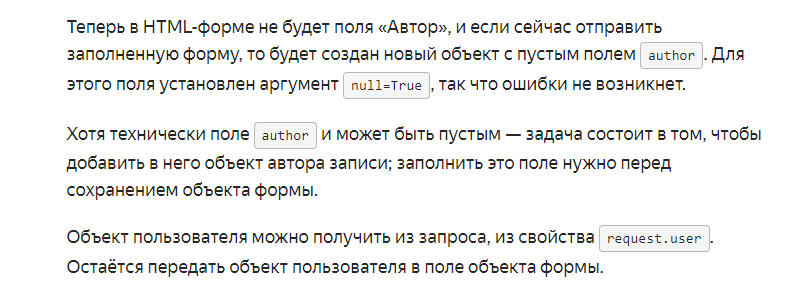 Теперь в HTML-форме не будет поля «Автор», и если сейчас отправить
заполненную форму, то будет создан новый объект с пустым полем author. Для
этого поля установлен аргумент null=True, так что ошибки не возникнет.
Хотя технически поле author и может быть пустым — задача состоит в том, чтобы
добавить в него объект автора записи; заполнить это поле нужно перед
сохранением объекта формы.
Объект пользователя можно получить из запроса, из свойства request.user.
Остаётся передать объект пользователя в поле объекта формы.